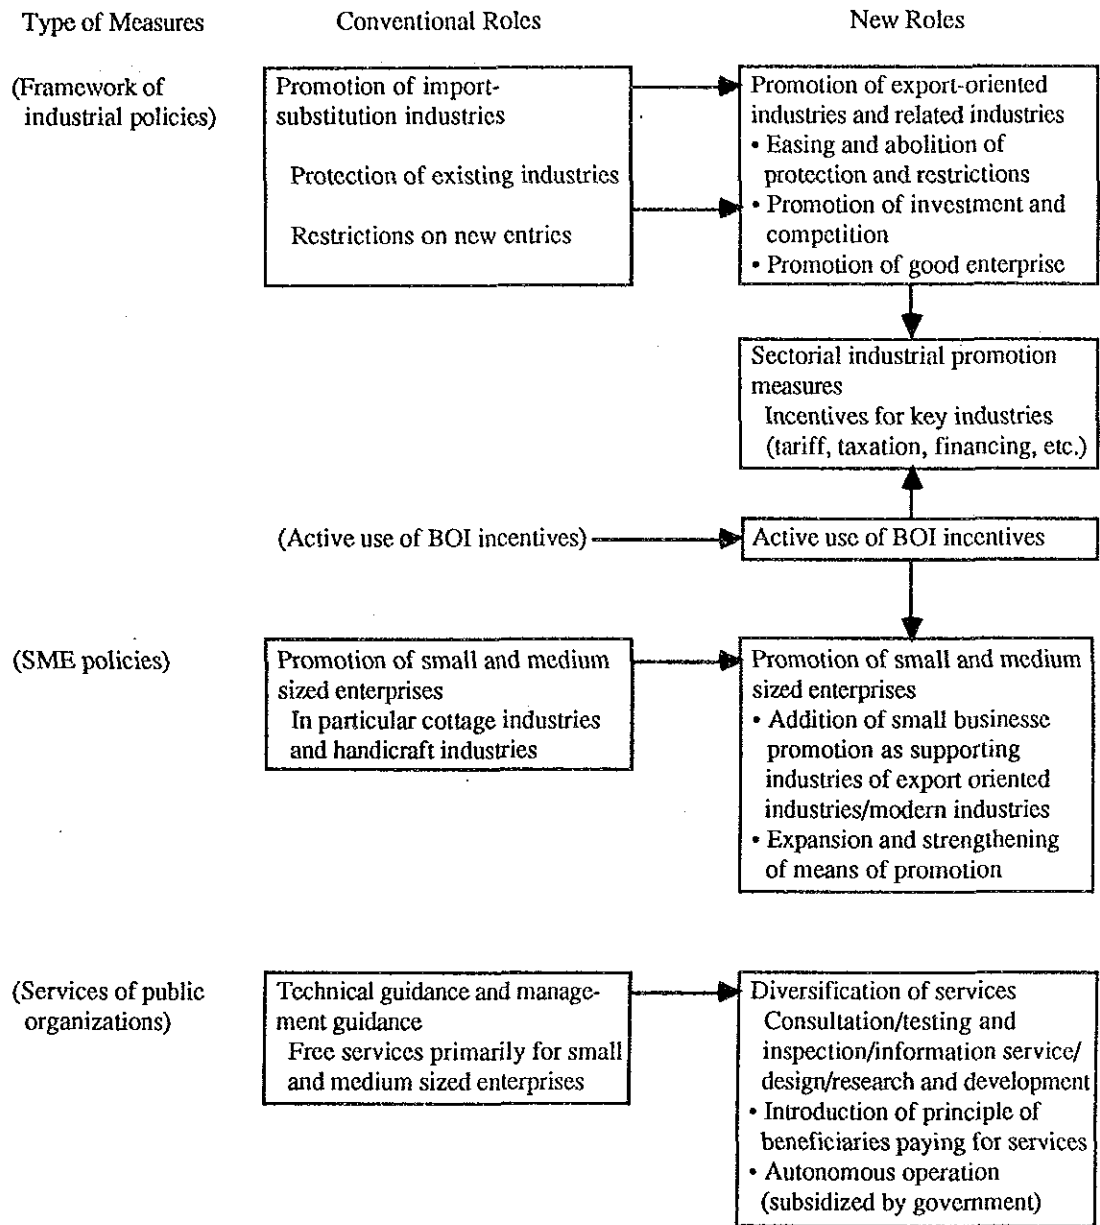 Type of Measures
Conventional Roles
New Roles
(Framework of
industrial policies)
Promotion of import-
substitution industries
Protection of existing industries
Restrictions on new entries
Promotion of export-oriented
industries and related industries
• Easing and abolition of
protection and restrictions
• Promotion of investment and
competition
• Promotion of good enterprise
Sectorial industrial promotion
measures
Incentives for key industries
(tariff, taxation, financing, etc.)
(Active use of BOI incentives)
Active use of BOI incentives
(SME policies)
Promotion of small and medium
sized enterprises
In particular cottage industries
and handicraft industries
Promotion of small and medium
sized enterprises
• Addition of small businesse
promotion as supporting
industries of export oriented
industries/modern industries
• Expansion and strengthening
of means of promotion
(Services of public
organizations)
Technical guidance and manage-
ment guidance
Free services primarily for small
and medium sized enterprises
Diversification of services
Consultation/testing and
inspection/information service/
design/research and development
• Introduction of principle of
beneficiaries paying for services
• Autonomous operation
(subsidized by government)